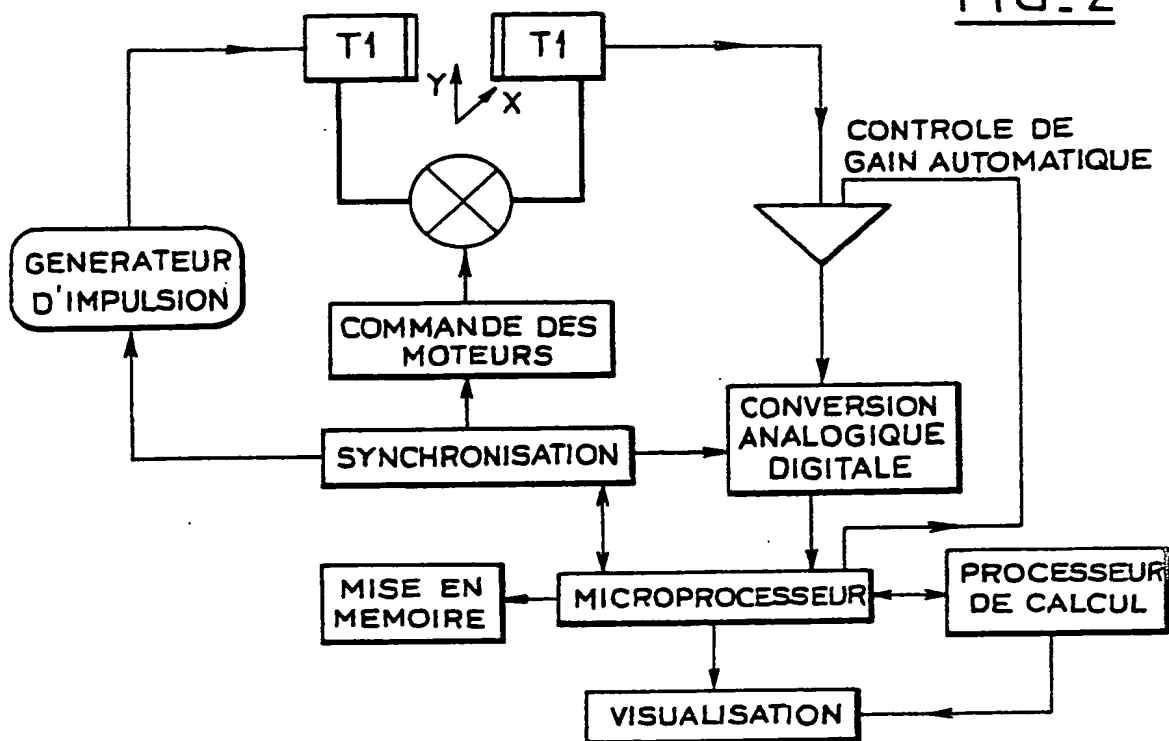 FIG_2
T1
T1
Y
X
CONTROLE DE
GAIN AUTOMATIQUE
GENERATEUR
D'IMPULSION
COMMANDE DES
MOTEURS
CONVERSION
ANALOGIQUE
DIGITALE
SYNCHRONISATION
MISE EN
MEMOIRE
MICROPROCESSEUR
PROCESSEUR
DE CALCUL
VISUALISATION